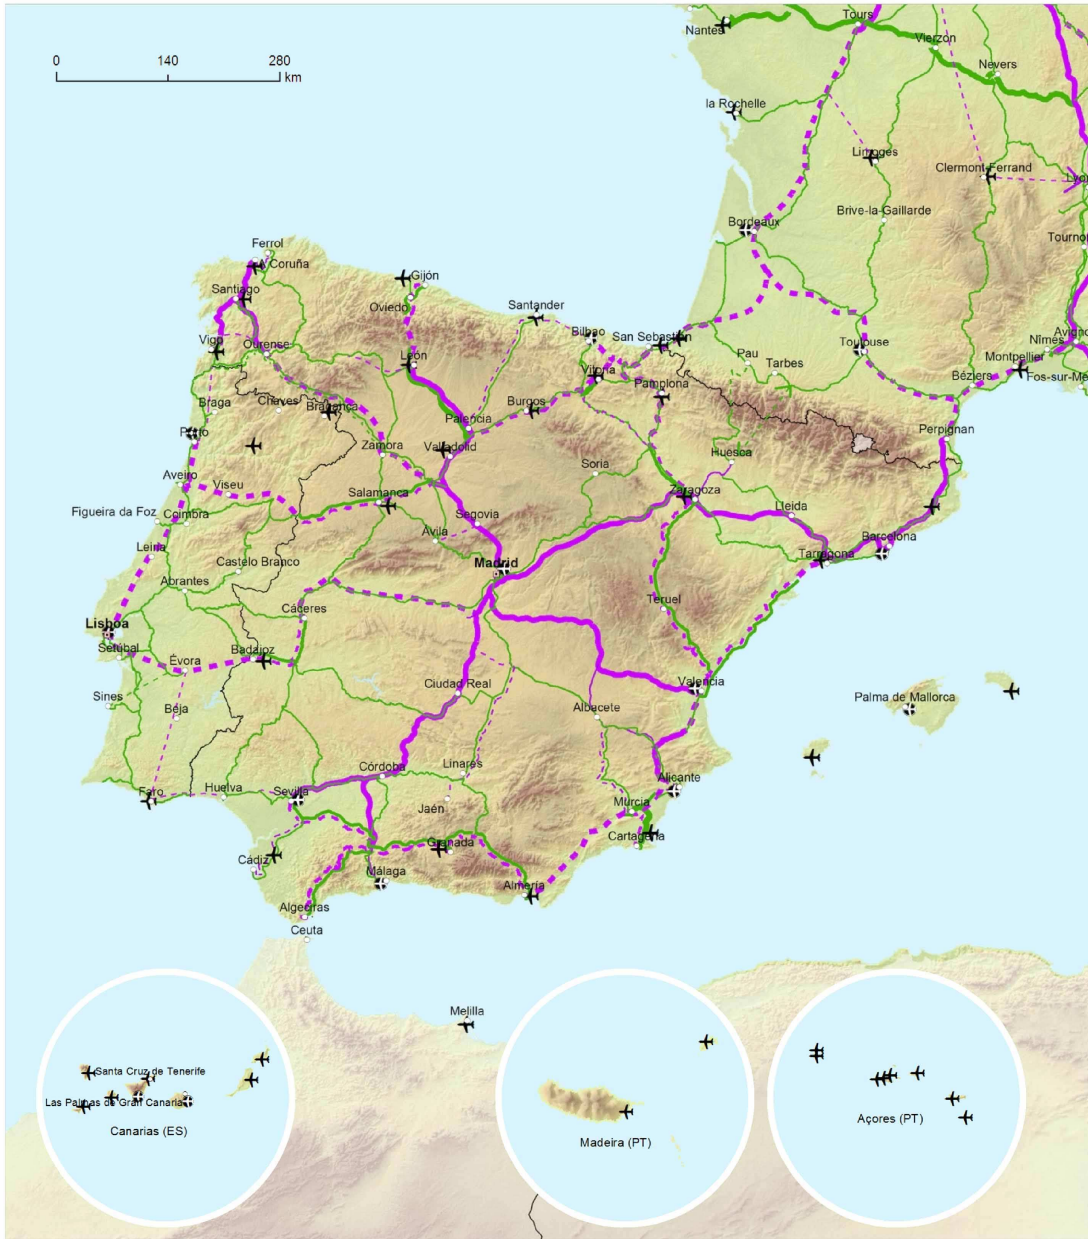 0 140 280
km
Nantes
Tours
Vierzon
Nevers
la Rochelle
Limoges
Clermont-Ferrand
Lyon
Brive-la-Gaillarde
Bordeaux
Tournon
Ferrol
A Coruña
Santiago
Gijón
Oviedo
Santander
Bilbao
San Sebastián
Vigo
Ourense
León
Vitoria
Pau
Tarbes
Toulouse
Avigno
Nîmes
Montpellier
Béziers
Fos-sur-Me
Pamplona
Braga
Chaves
Bragança
Burgos
Palencia
Perpignan
Porto
Zamora
Valladolid
Soria
Huesca
Aveiro
Viseu
Salamanca
Zaragoza
Lleida
Figueira da Foz
Coimbra
Segovia
Ávila
Barcelona
Tarragona
Leiria
Castelo Branco
Madrid
Abrantes
Cáceres
Teruel
Lisboa
Setúbal
Évora
Badajoz
Valencia
Ciudad Real
Palma de Mallorca
Sines
Beja
Albacete
Faro
Huelva
Sevilla
Córdoba
Linares
Alicante
Jaén
Murcia
Cartagena
Cádiz
Granada
Málaga
Almería
Algeciras
Ceuta
Melilla
Santa Cruz de Tenerife
Las Palmas de Gran Canaria
Canarias (ES)
Madeira (PT)
Açores (PT)